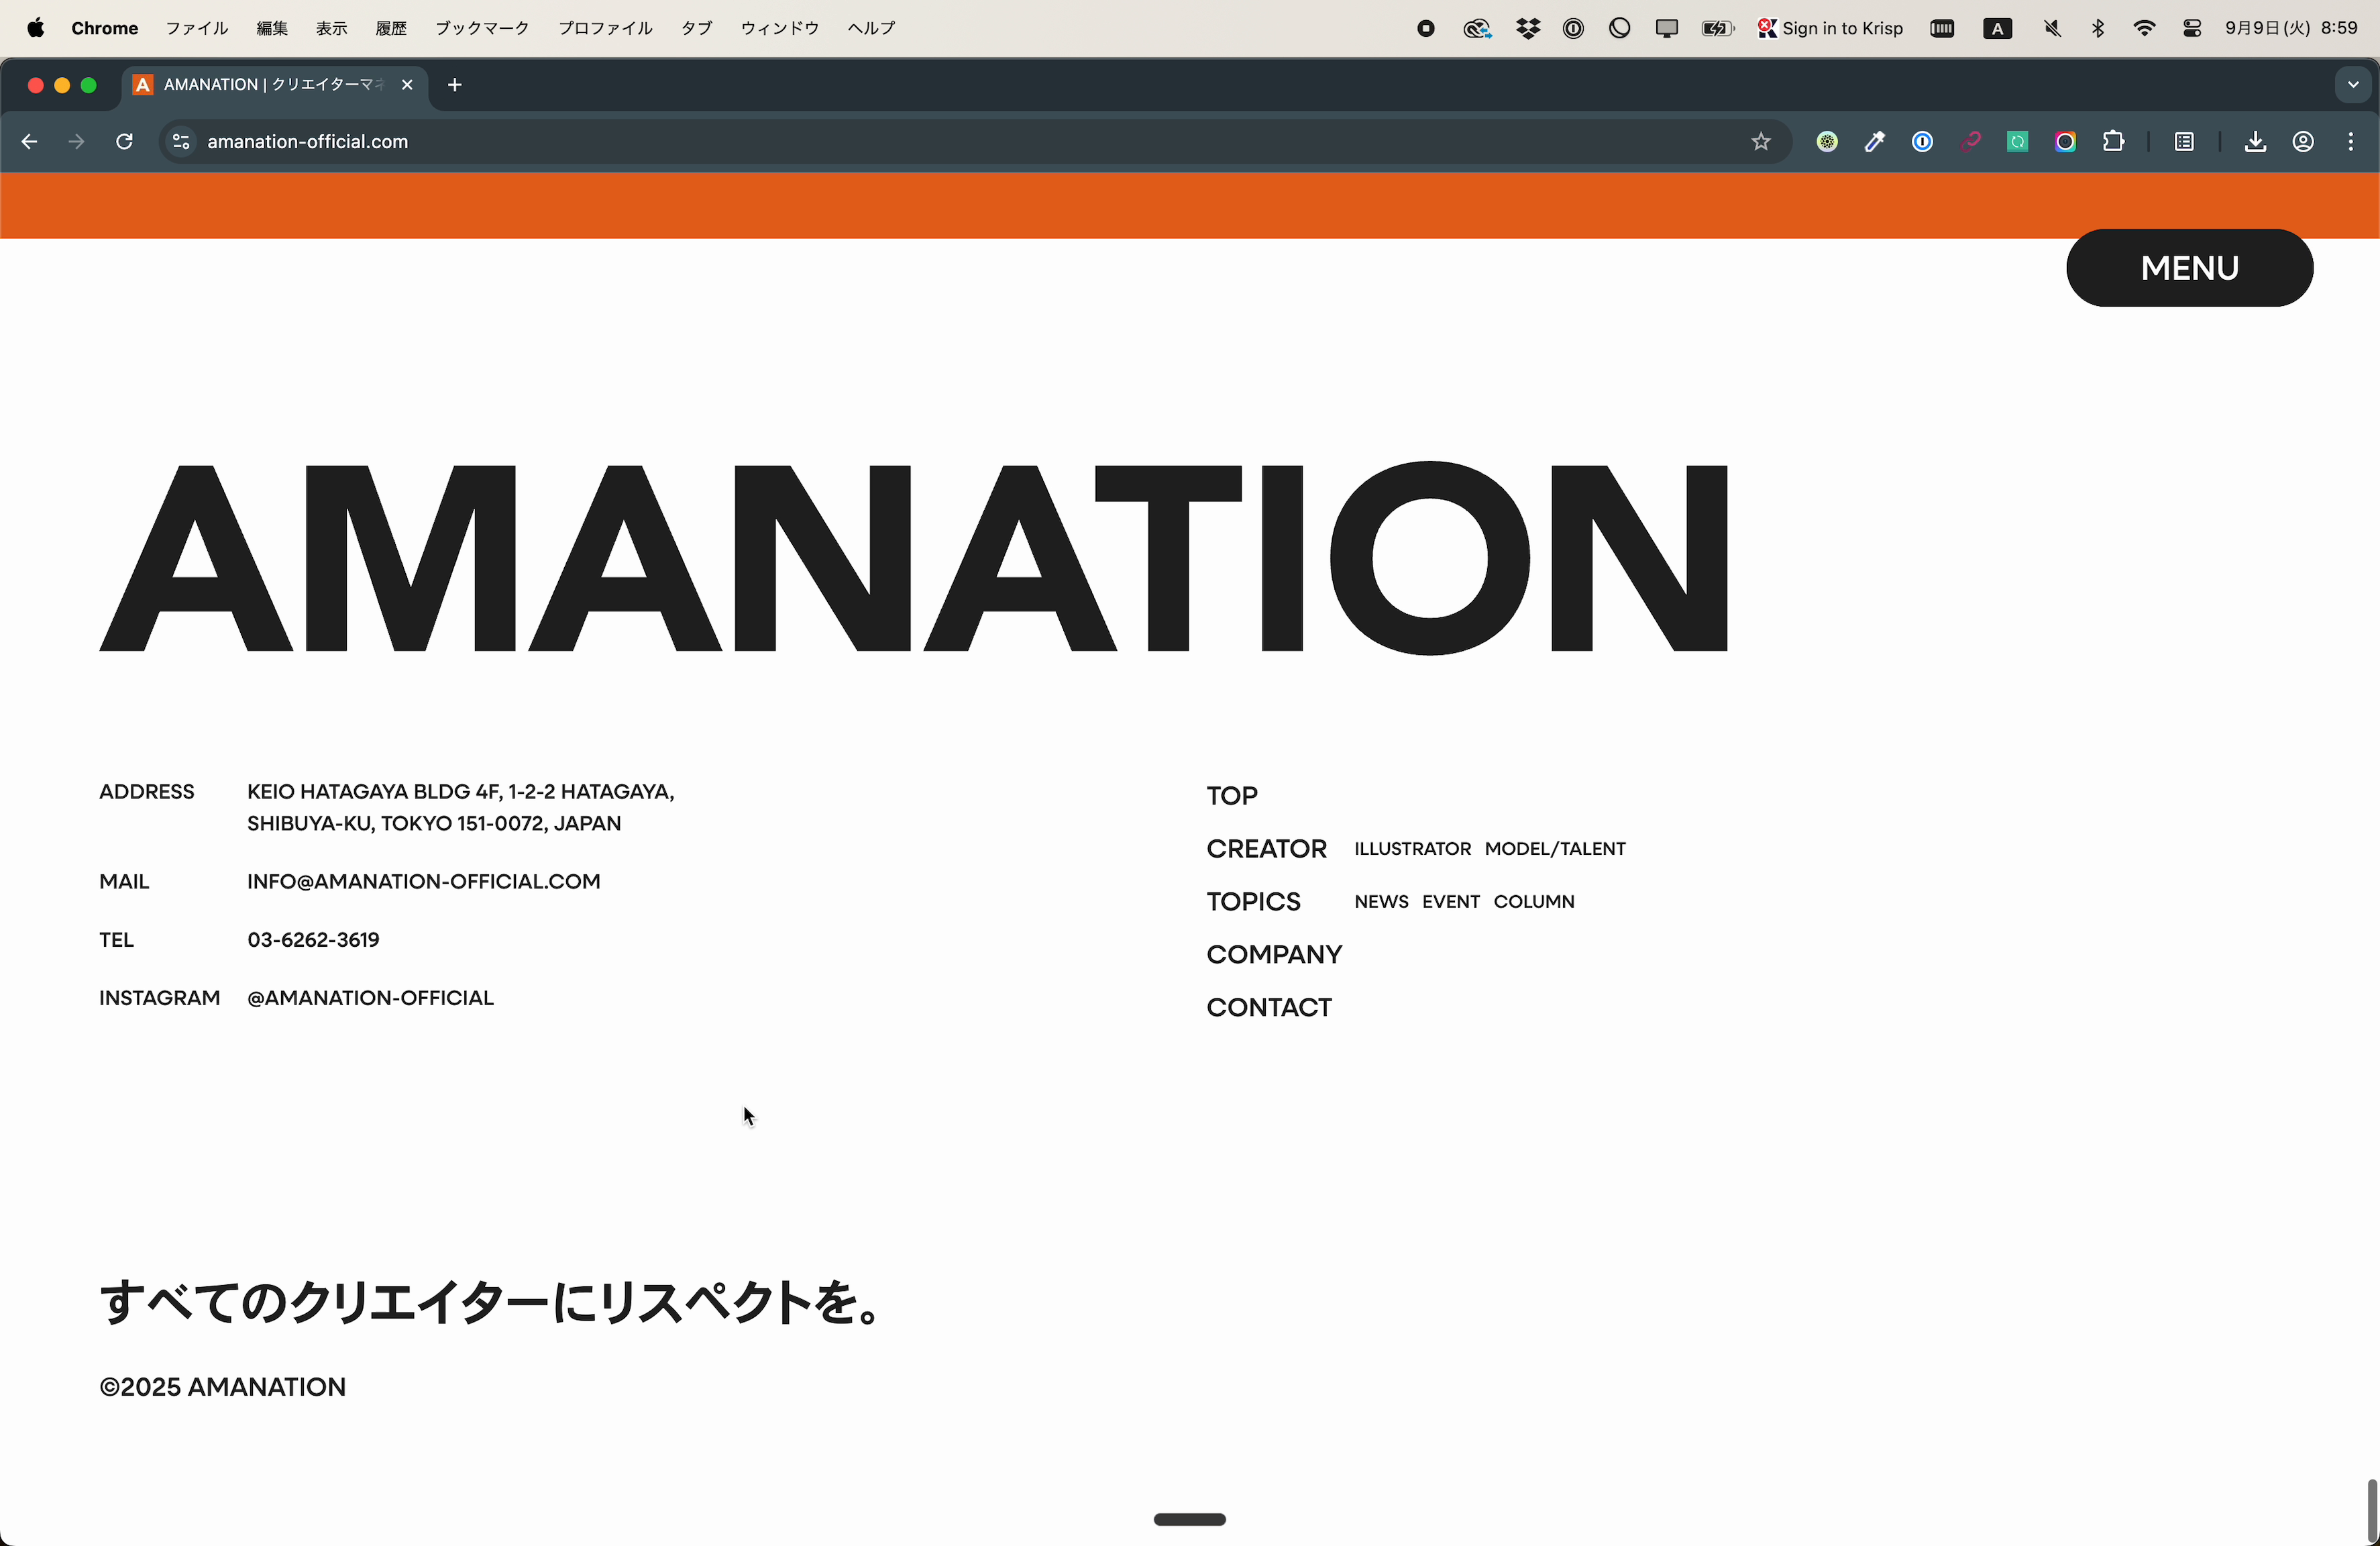 Chrome ファイル 編集 表示 履歴 ブックマーク プロファイル タブ ウィンドウ ヘルプ Sign in to Krisp A 9月9日(火) 8:59
A AMANATION | クリエイターマネ
amanation-official.com
MENU
AMANATION
ADDRESS KEIO HATAGAYA BLDG 4F, 1-2-2 HATAGAYA,
SHIBUYA-KU, TOKYO 151-0072, JAPAN
MAIL INFO@AMANATION-OFFICIAL.COM
TEL 03-6262-3619
INSTAGRAM @AMANATION-OFFICIAL
TOP
CREATOR ILLUSTRATOR MODEL/TALENT
TOPICS NEWS EVENT COLUMN
COMPANY
CONTACT
すべてのクリエイターにリスペクトを。
©2025 AMANATION